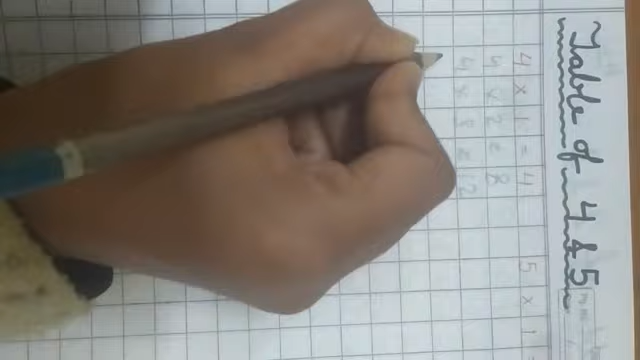 Table of 4 & 5
4 x 1 = 4 5 x 1 =
4 x 2 = 8
4 x 3 = 12